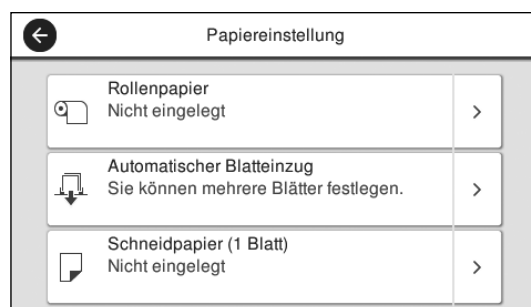 Papiereinstellung
Rollenpapier
Nicht eingelegt
Automatischer Blatteinzug
Sie können mehrere Blätter festlegen.
Schneidpapier (1 Blatt)
Nicht eingelegt